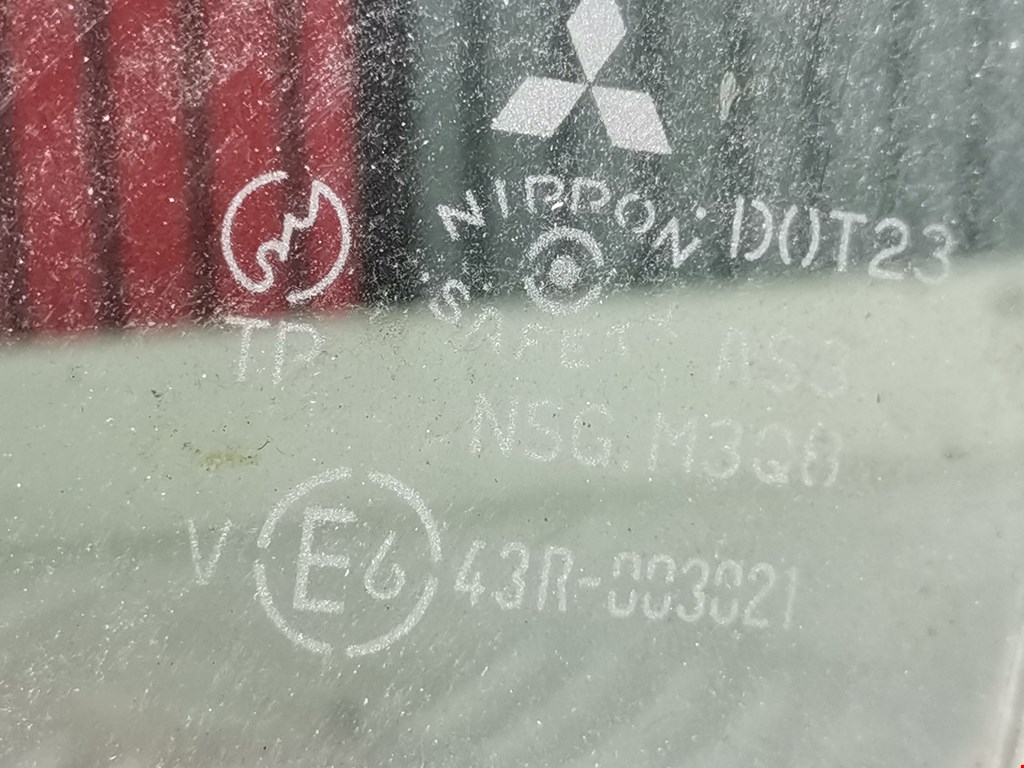 NIPPON DOT23
TP SAFETY AS3
NSG.M3Q8
V E6 43R-003021